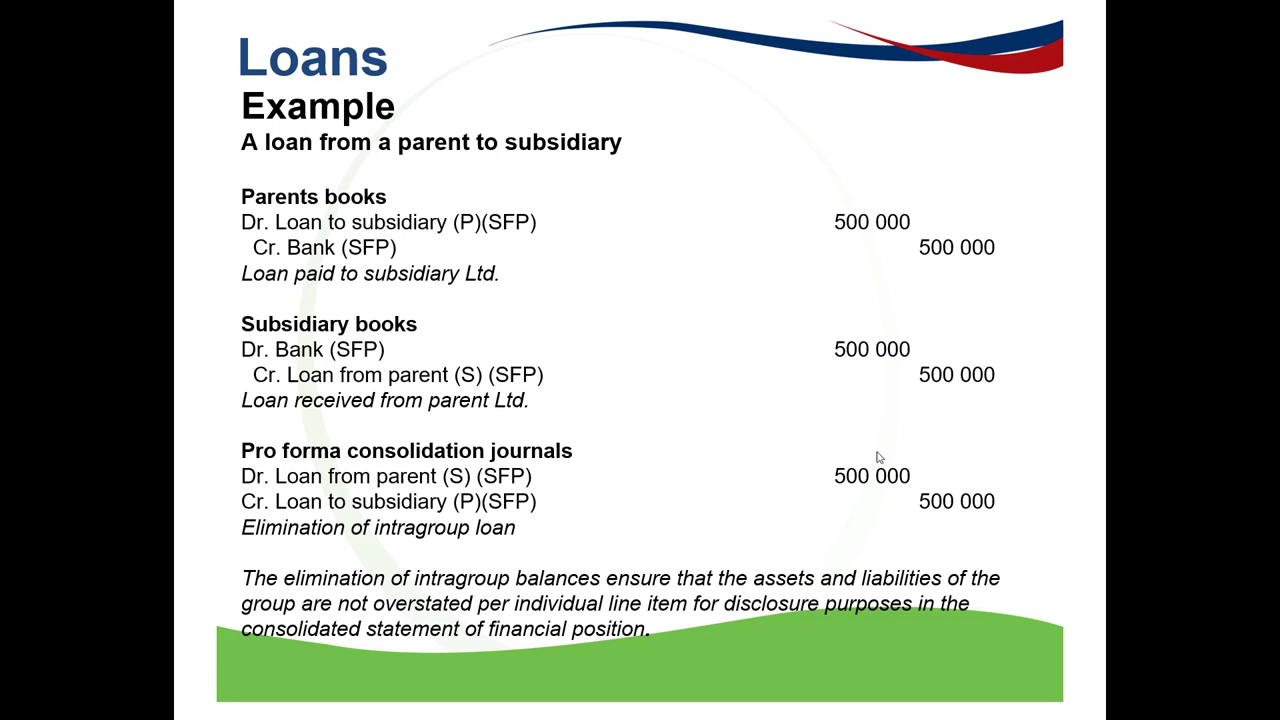 Loans
Example
A loan from a parent to subsidiary
Parents books
Dr. Loan to subsidiary (P)(SFP) 500 000
Cr. Bank (SFP) 500 000
Loan paid to subsidiary Ltd.
Subsidiary books
Dr. Bank (SFP) 500 000
Cr. Loan from parent (S) (SFP) 500 000
Loan received from parent Ltd.
Pro forma consolidation journals
Dr. Loan from parent (S) (SFP) 500 000
Cr. Loan to subsidiary (P)(SFP) 500 000
Elimination of intragroup loan
The elimination of intragroup balances ensure that the assets and liabilities of the
group are not overstated per individual line item for disclosure purposes in the
consolidated statement of financial position.